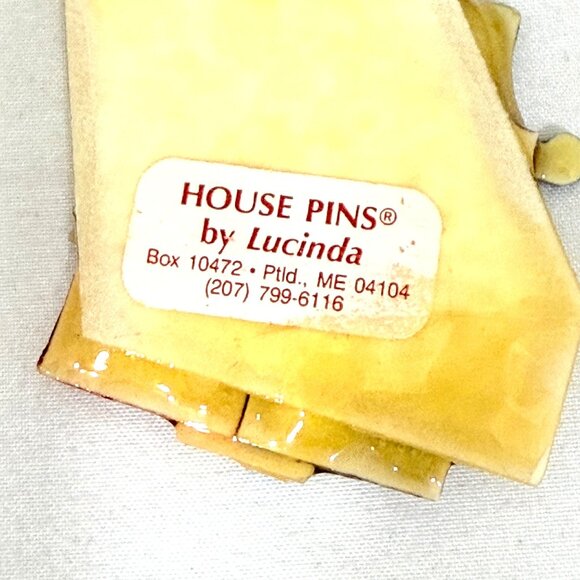 HOUSE PINS®
by Lucinda
Box 10472 • Ptld., ME 04104
(207) 799-6116